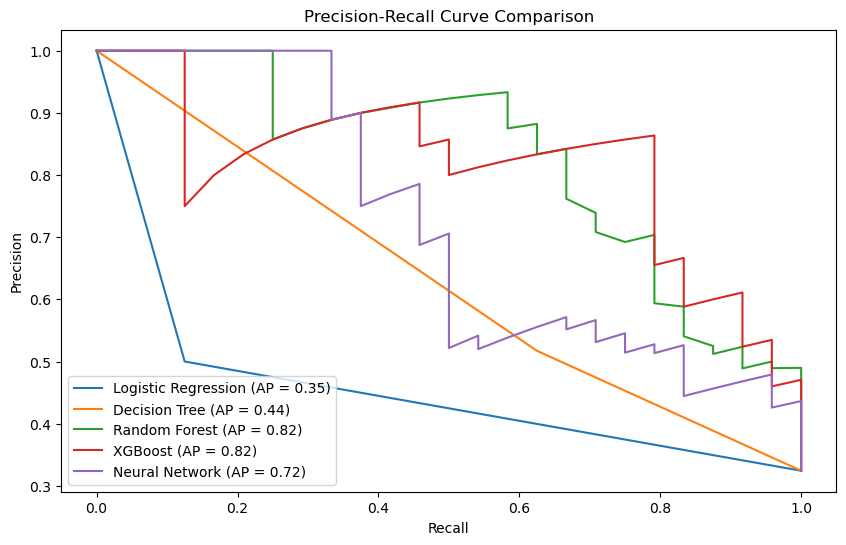 Precision-Recall Curve Comparison
Precision
1.0
0.9
0.8
0.7
0.6
0.5
0.4
0.3
Logistic Regression (AP = 0.35)
Decision Tree (AP = 0.44)
Random Forest (AP = 0.82)
XGBoost (AP = 0.82)
Neural Network (AP = 0.72)
0.0 0.2 0.4 0.6 0.8 1.0
Recall